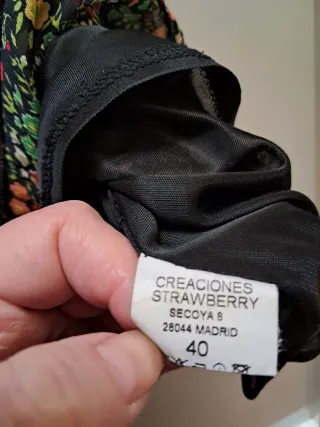 CREACIONES
STRAWBERRY
SECOYA 8
28044 MADRID
40